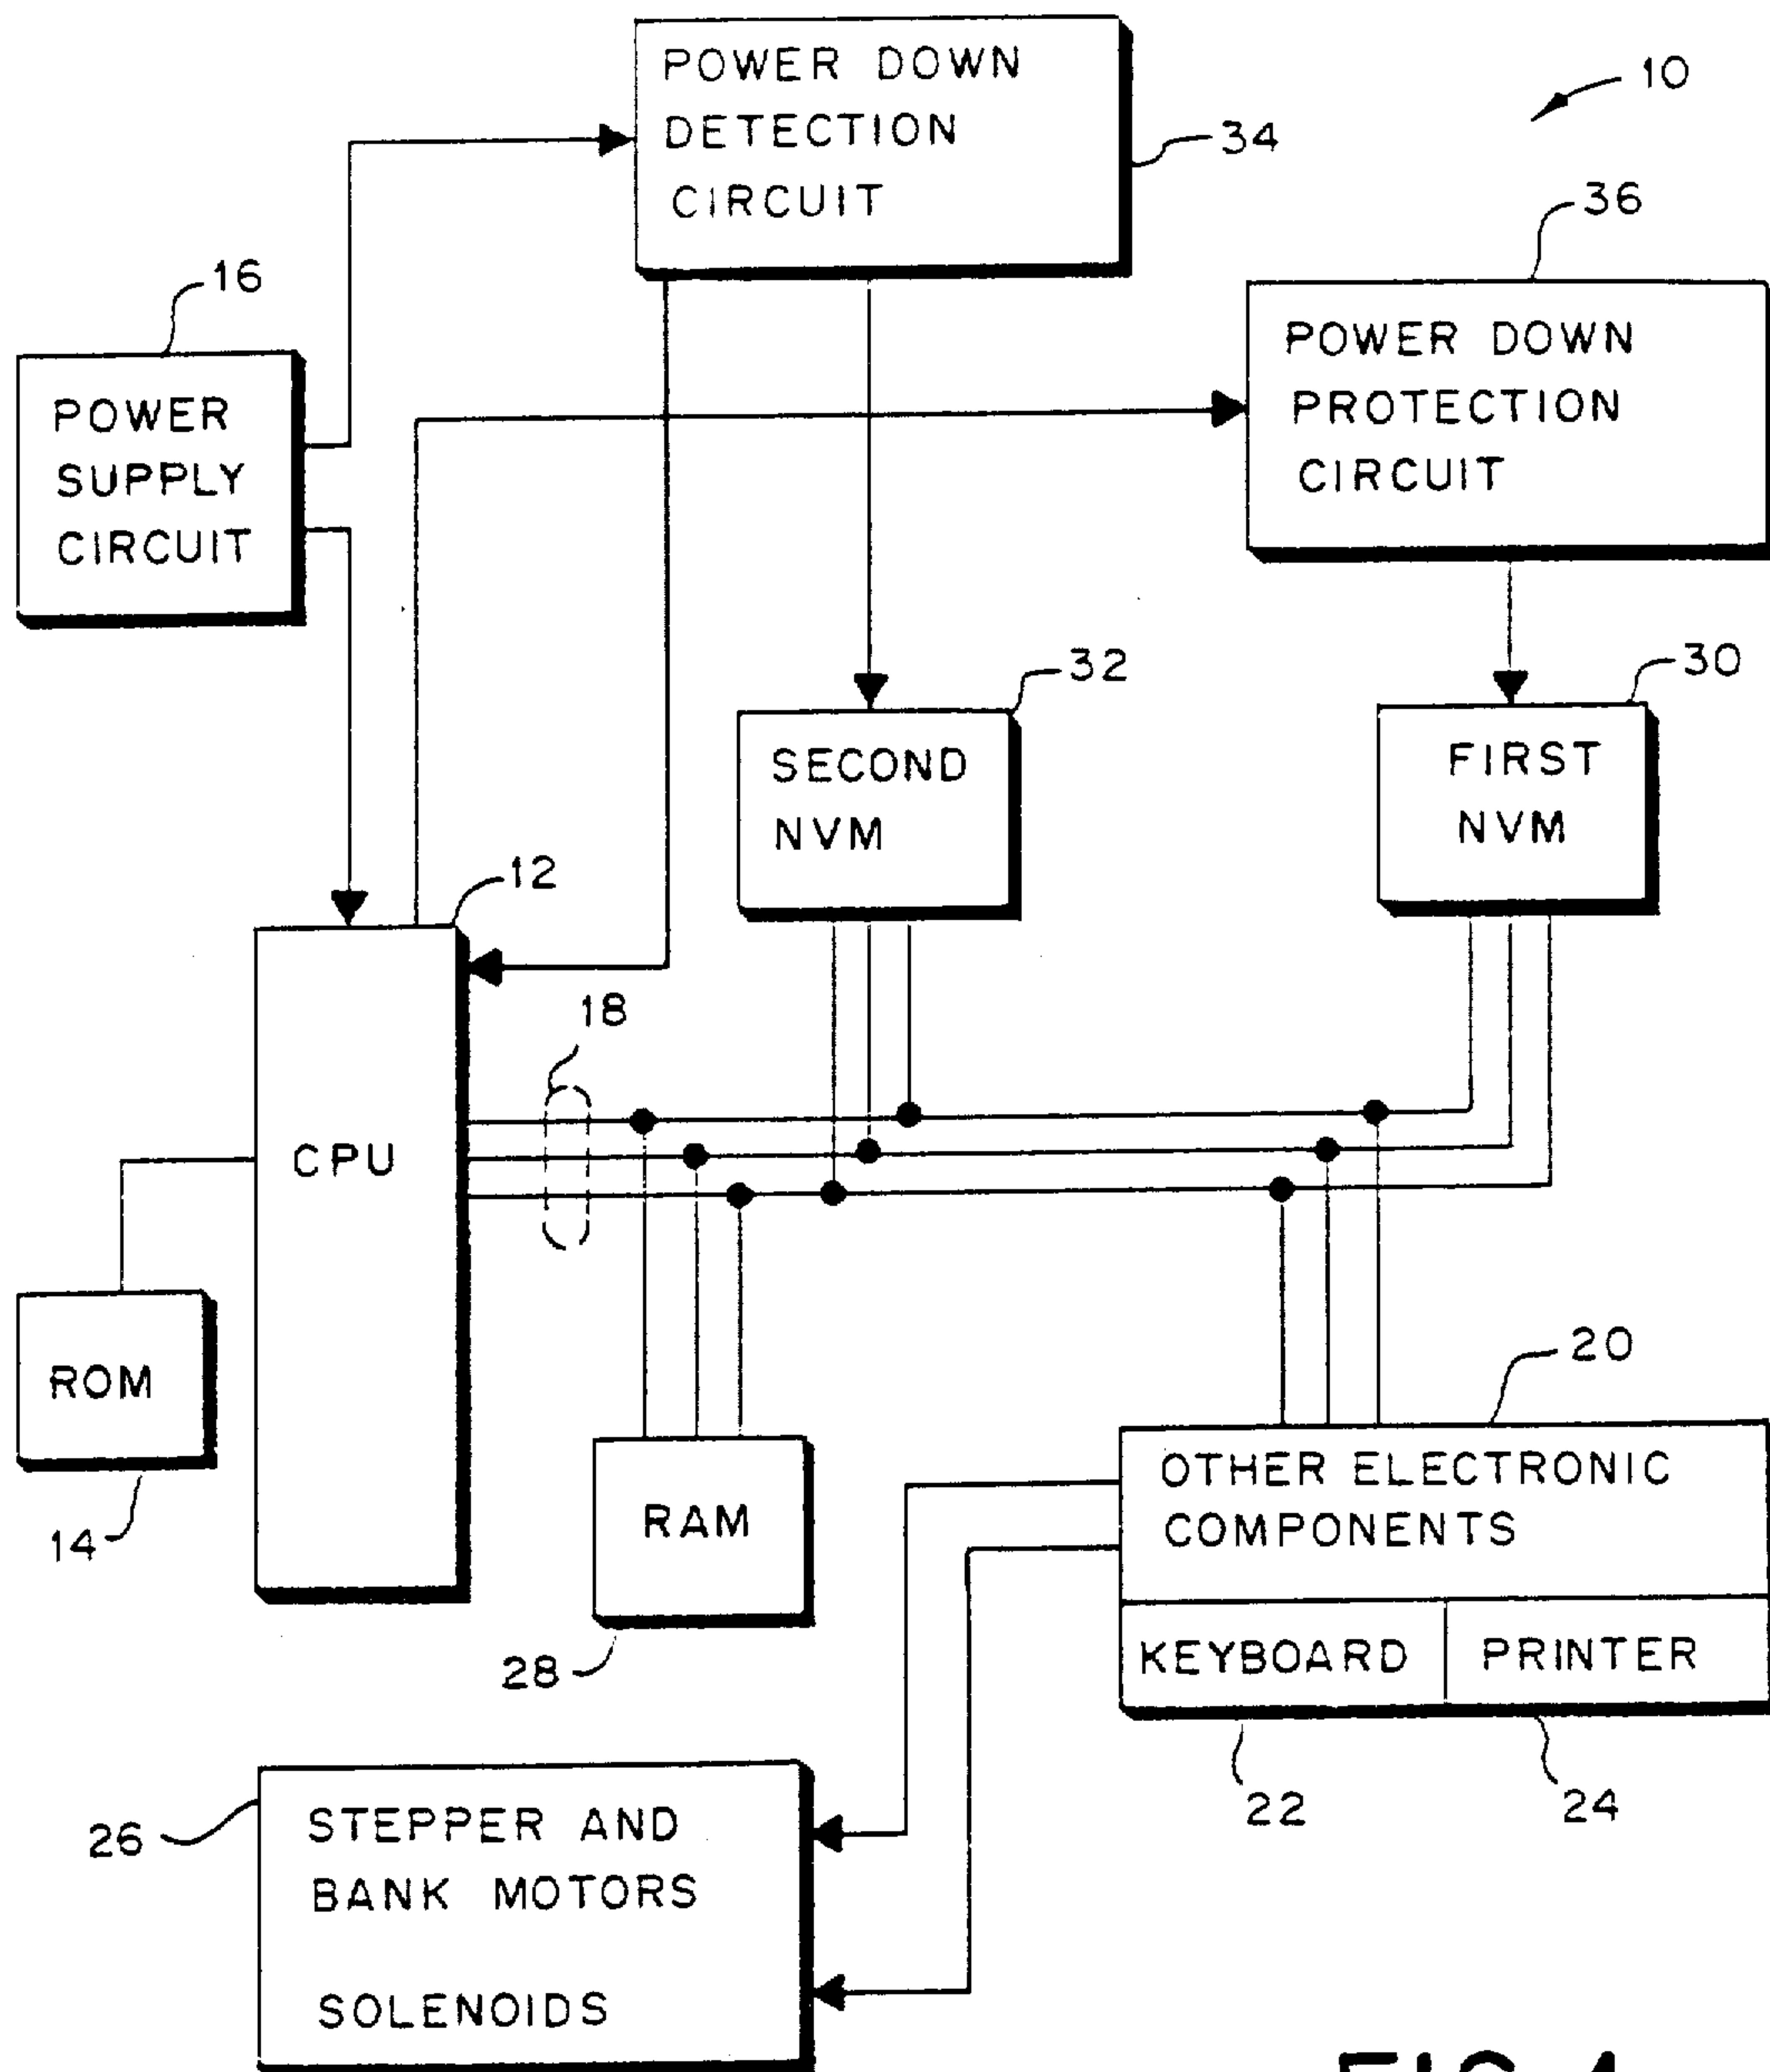 POWER DOWN
DETECTION
CIRCUIT
10
34
36
16
POWER
SUPPLY
CIRCUIT
POWER DOWN
PROTECTION
CIRCUIT
32
30
SECOND
NVM
FIRST
NVM
12
18
CPU
ROM
14
20
OTHER ELECTRONIC
COMPONENTS
RAM
28
KEYBOARD
PRINTER
22
24
26
STEPPER AND
BANK MOTORS
SOLENOIDS